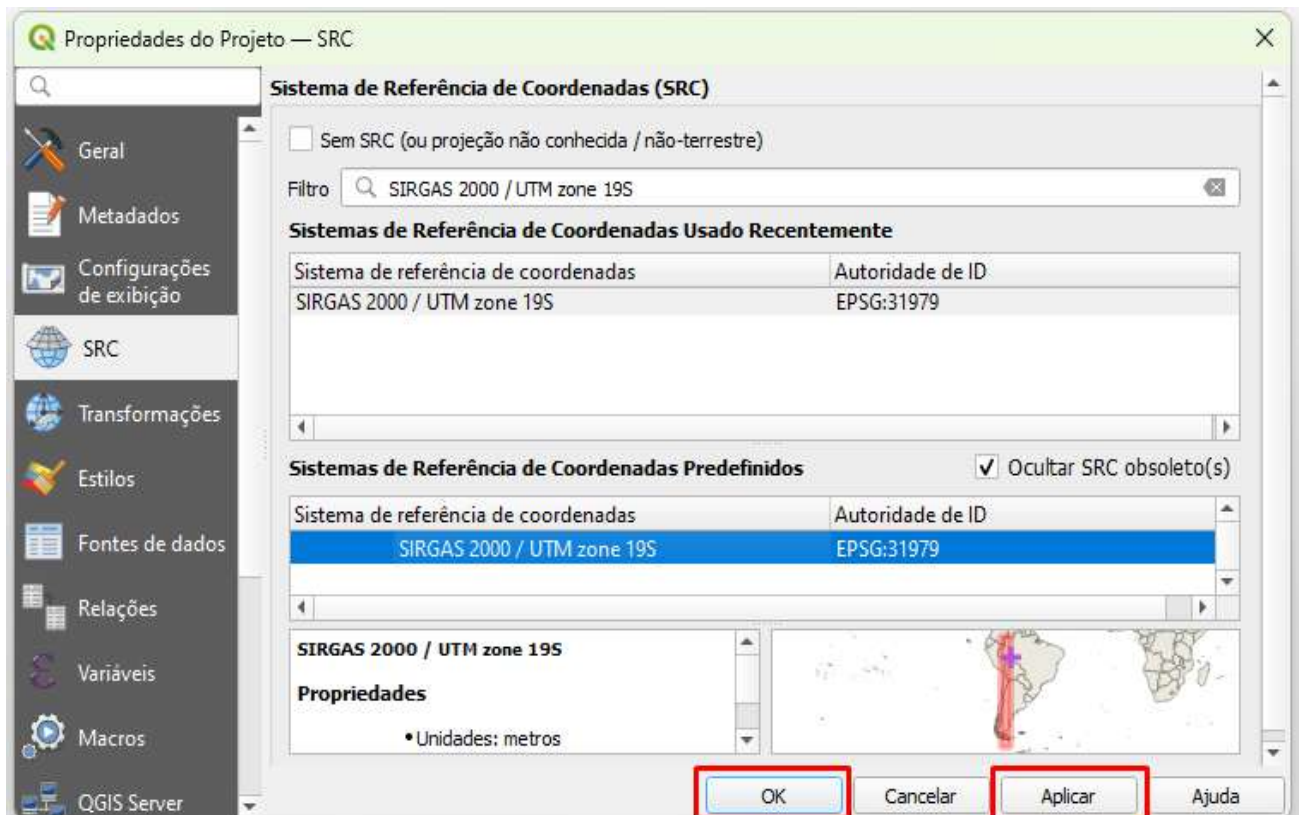 Propriedades do Projeto — SRC
Sistema de Referência de Coordenadas (SRC)
Geral
Metadados
Configurações
de exibição
SRC
Transformações
Estilos
Fontes de dados
Relações
Variáveis
Macros
QGIS Server
Sem SRC (ou projeção não conhecida / não-terrestre)
Filtro SIRGAS 2000 / UTM zone 19S
Sistemas de Referência de Coordenadas Usado Recentemente
Sistema de referência de coordenadas Autoridade de ID
SIRGAS 2000 / UTM zone 19S EPSG:31979
Sistemas de Referência de Coordenadas Predefinidos Ocultar SRC obsoleto(s)
Sistema de referência de coordenadas Autoridade de ID
SIRGAS 2000 / UTM zone 19S EPSG:31979
SIRGAS 2000 / UTM zone 19S
Propriedades
• Unidades: metros
OK Cancelar Aplicar Ajuda